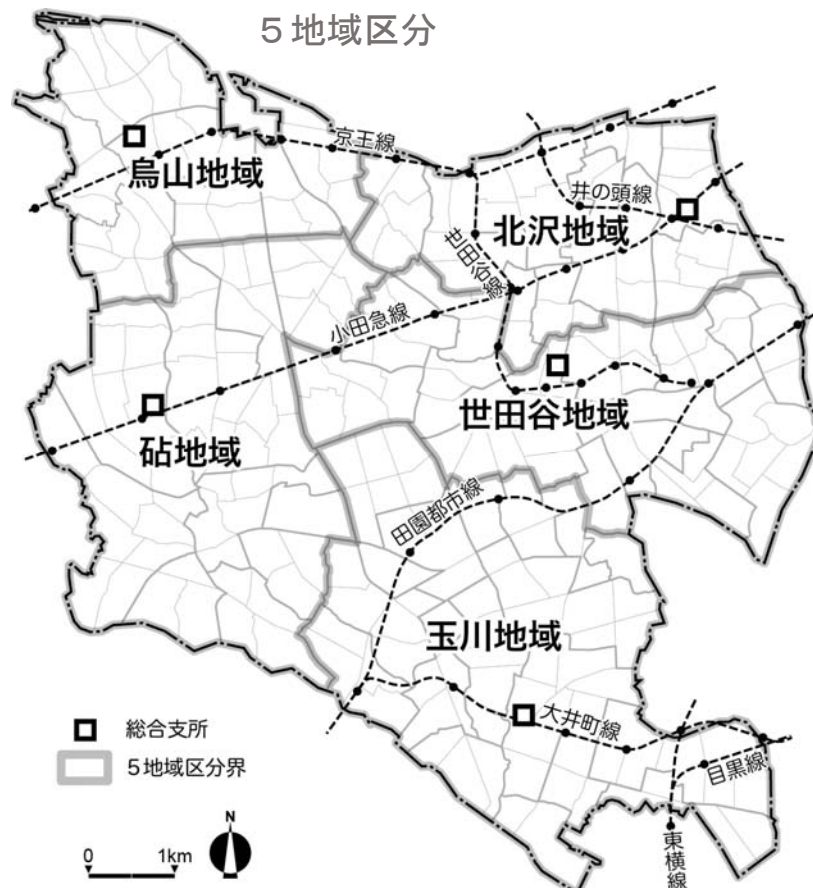 5地域区分
京王線
烏山地域
井の頭線
北沢地域
世田谷線
小田急線
世田谷地域
砧地域
田園都市線
玉川地域
大井町線
目黒線
東横線
総合支所
5地域区分界
N
0 1km